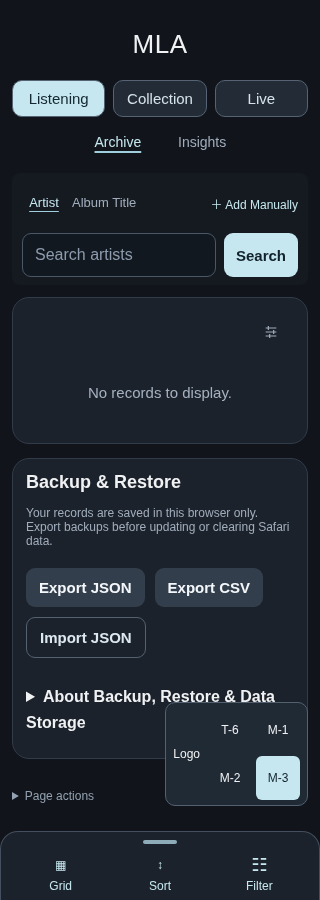 MLA
Listening
Collection
Live
Archive
Insights
Artist
Album Title
+ Add Manually
Search artists
Search
No records to display.
Backup & Restore
Your records are saved in this browser only.
Export backups before updating or clearing Safari
data.
Export JSON
Export CSV
Import JSON
About Backup, Restore & Data
Storage
Logo
T-6
M-1
M-2
M-3
Page actions
Grid
Sort
Filter